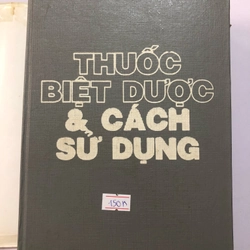 THUỐC
BIỆT DƯỢC
& CÁCH
SỬ DỤNG
150K